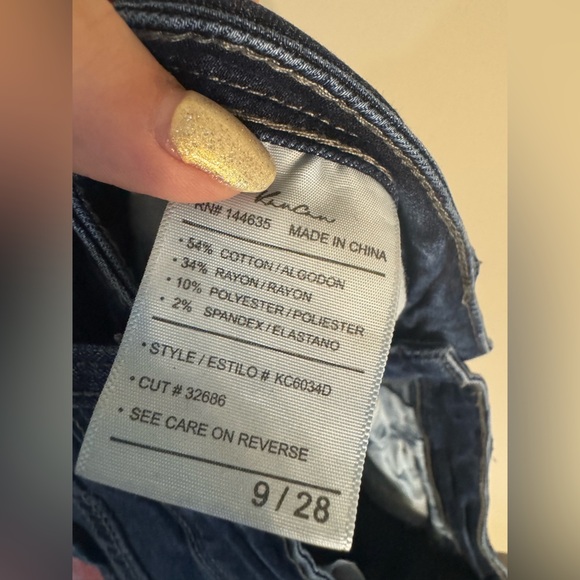 KanCan
RN# 144635 MADE IN CHINA
• 54% COTTON / ALGODON
• 34% RAYON / RAYON
• 10% POLYESTER / POLIESTER
• 2% SPANDEX / ELASTANO
• STYLE / ESTILO # KC6034D
• CUT # 32686
• SEE CARE ON REVERSE
9 / 28